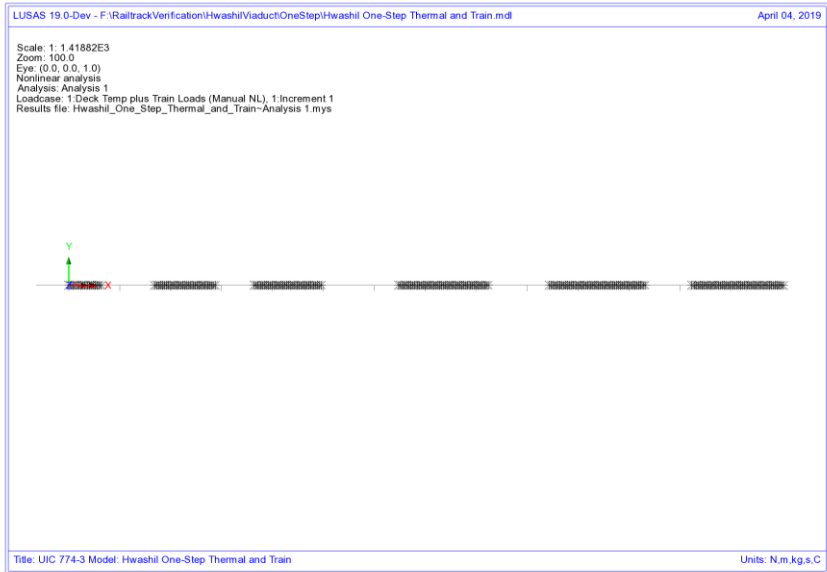 LUSAS 19.0-Dev - F:\RailtrackVerification\HwashilViaduct\OneStep\Hwashil One-Step Thermal and Train.mdl April 04, 2019
Scale: 1: 1.41882E3
Zoom: 100.0
Eye: (0.0, 0.0, 1.0)
Nonlinear analysis
Analysis: Analysis 1
Loadcase: 1:Deck Temp plus Train Loads (Manual NL), 1:Increment 1
Results file: Hwashil_One_Step_Thermal_and_Train~Analysis 1.mys
Y
Z X
Title: UIC 774-3 Model: Hwashil One-Step Thermal and Train Units: N,m,kg,s,C